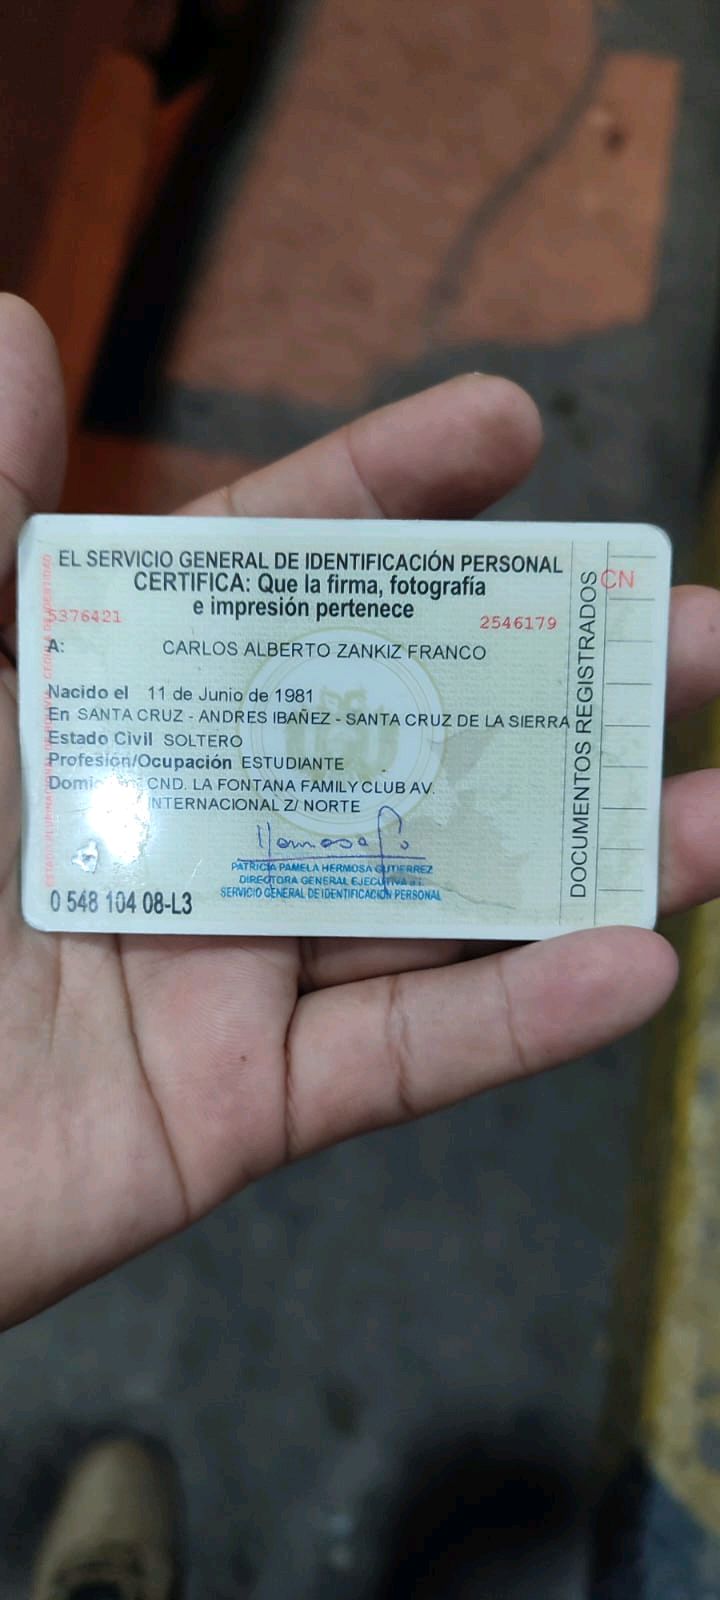 EL SERVICIO GENERAL DE IDENTIFICACIÓN PERSONAL
CERTIFICA: Que la firma, fotografía
e impresión pertenece
5376421
2546179
A: CARLOS ALBERTO ZANKIZ FRANCO
Nacido el 11 de Junio de 1981
En SANTA CRUZ - ANDRES IBAÑEZ - SANTA CRUZ DE LA SIERRA
Estado Civil SOLTERO
Profesión/Ocupación ESTUDIANTE
CND. LA FONTANA FAMILY CLUB AV.
INTERNACIONAL Z/ NORTE
PATRICIA PAMELA HERMOSA GUTIERREZ
DIRECTORA GENERAL EJECUTIVA a.i.
SERVICIO GENERAL DE IDENTIFICACIÓN PERSONAL
0 548 104 08-L3
DOCUMENTOS REGISTRADOS
CN